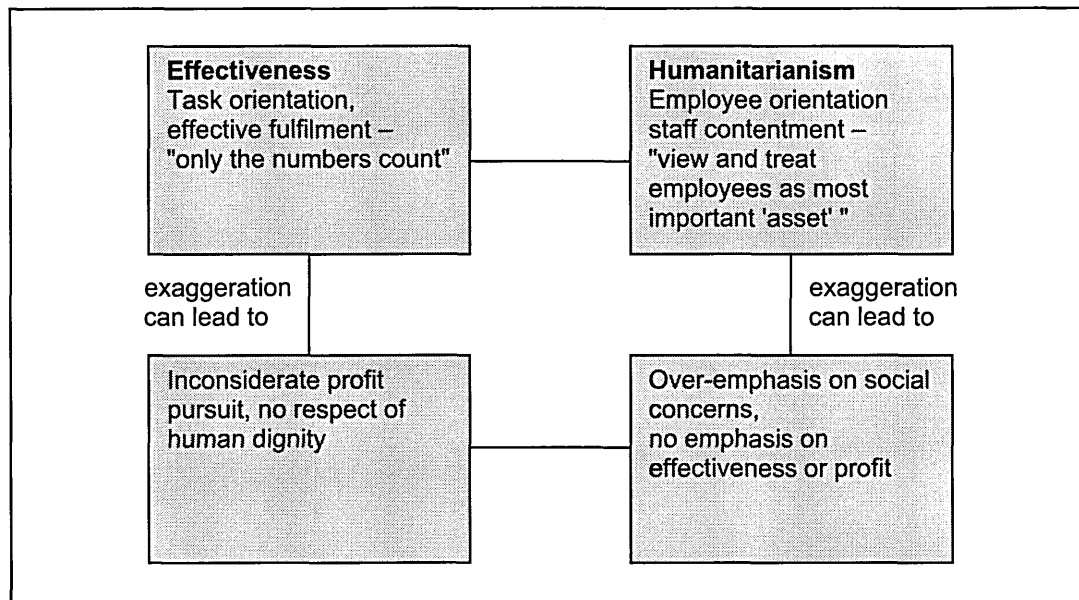 Effectiveness
Task orientation,
effective fulfilment –
"only the numbers count"
Humanitarianism
Employee orientation
staff contentment –
"view and treat
employees as most
important 'asset' "
exaggeration
can lead to
exaggeration
can lead to
Inconsiderate profit
pursuit, no respect of
human dignity
Over-emphasis on social
concerns,
no emphasis on
effectiveness or profit